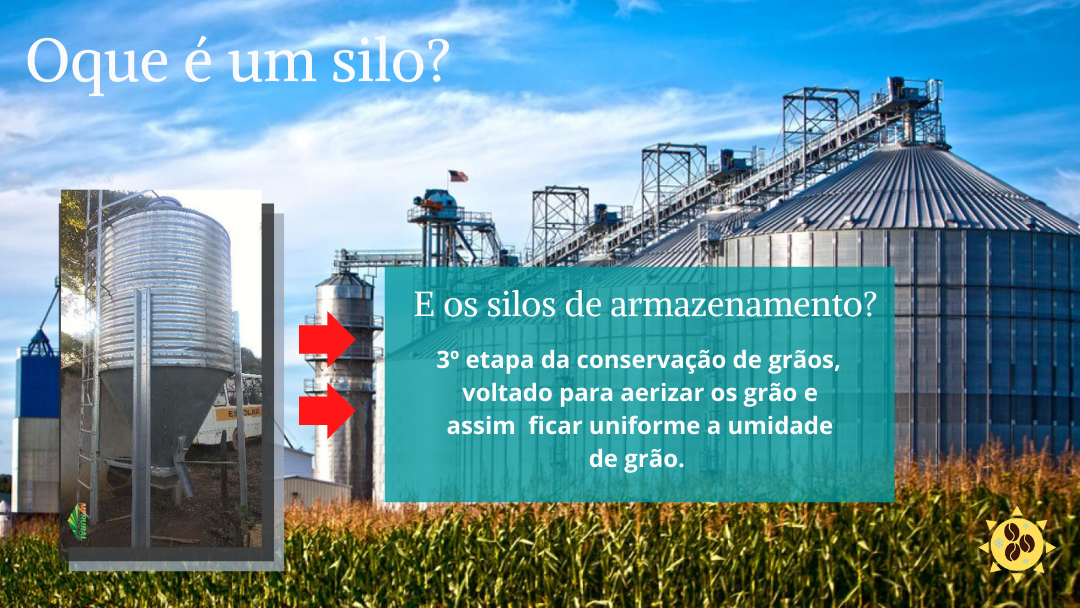 Oque é um silo?
E os silos de armazenamento?
3º etapa da conservação de grãos,
voltado para aerizar os grão e
assim ficar uniforme a umidade
de grão.
ESCOLAR